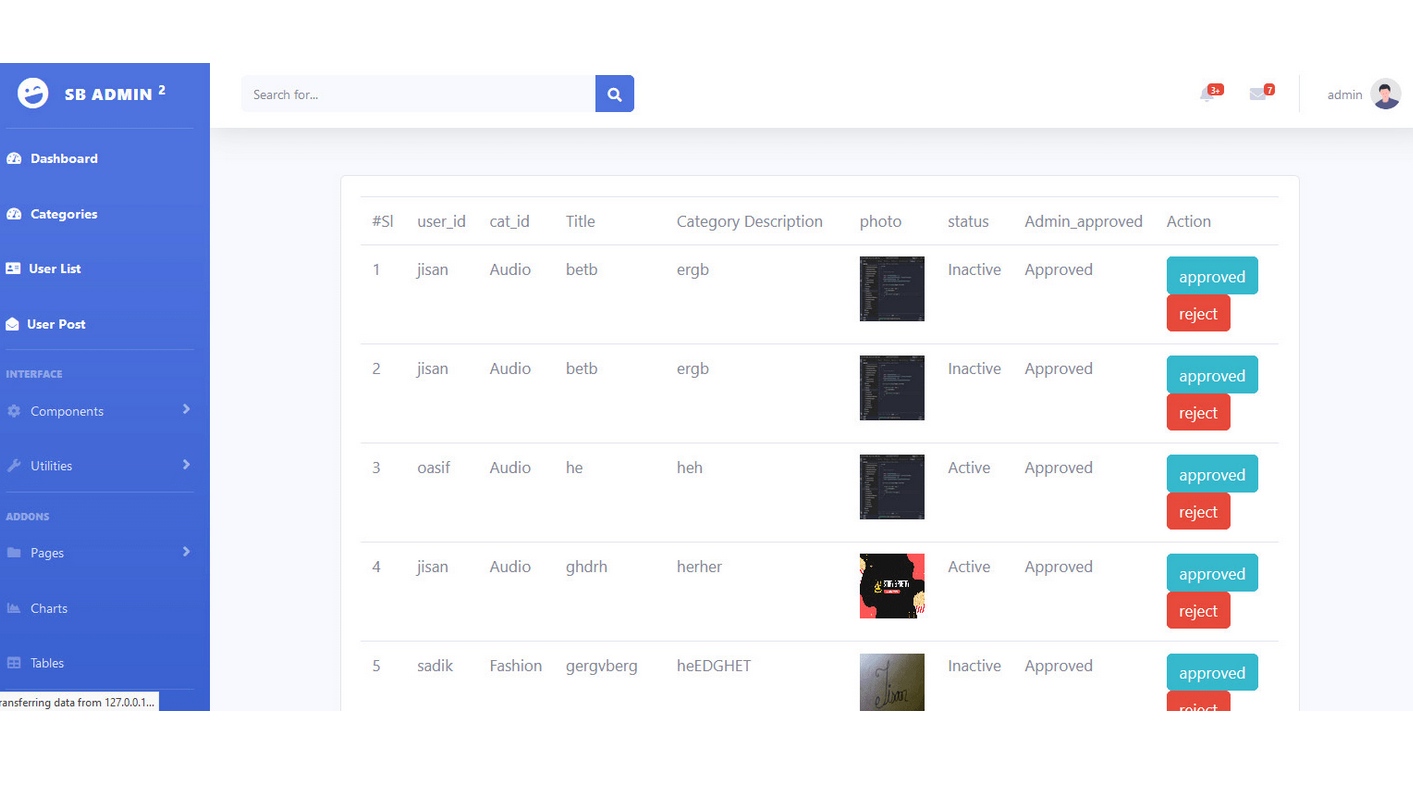 SB ADMIN 2
Search for...
3+
7
admin
Dashboard
Categories
User List
User Post
INTERFACE
Components
Utilities
ADDONS
Pages
Charts
Tables
ransferring data from 127.0.0.1...
#Sl user_id cat_id Title Category Description photo status Admin_approved Action
1 jisan Audio betb ergb Inactive Approved approved
reject
2 jisan Audio betb ergb Inactive Approved approved
reject
3 oasif Audio he heh Active Approved approved
reject
4 jisan Audio ghdrh herher Active Approved approved
reject
5 sadik Fashion gergvberg heEDGHET Jisan Inactive Approved approved
reject